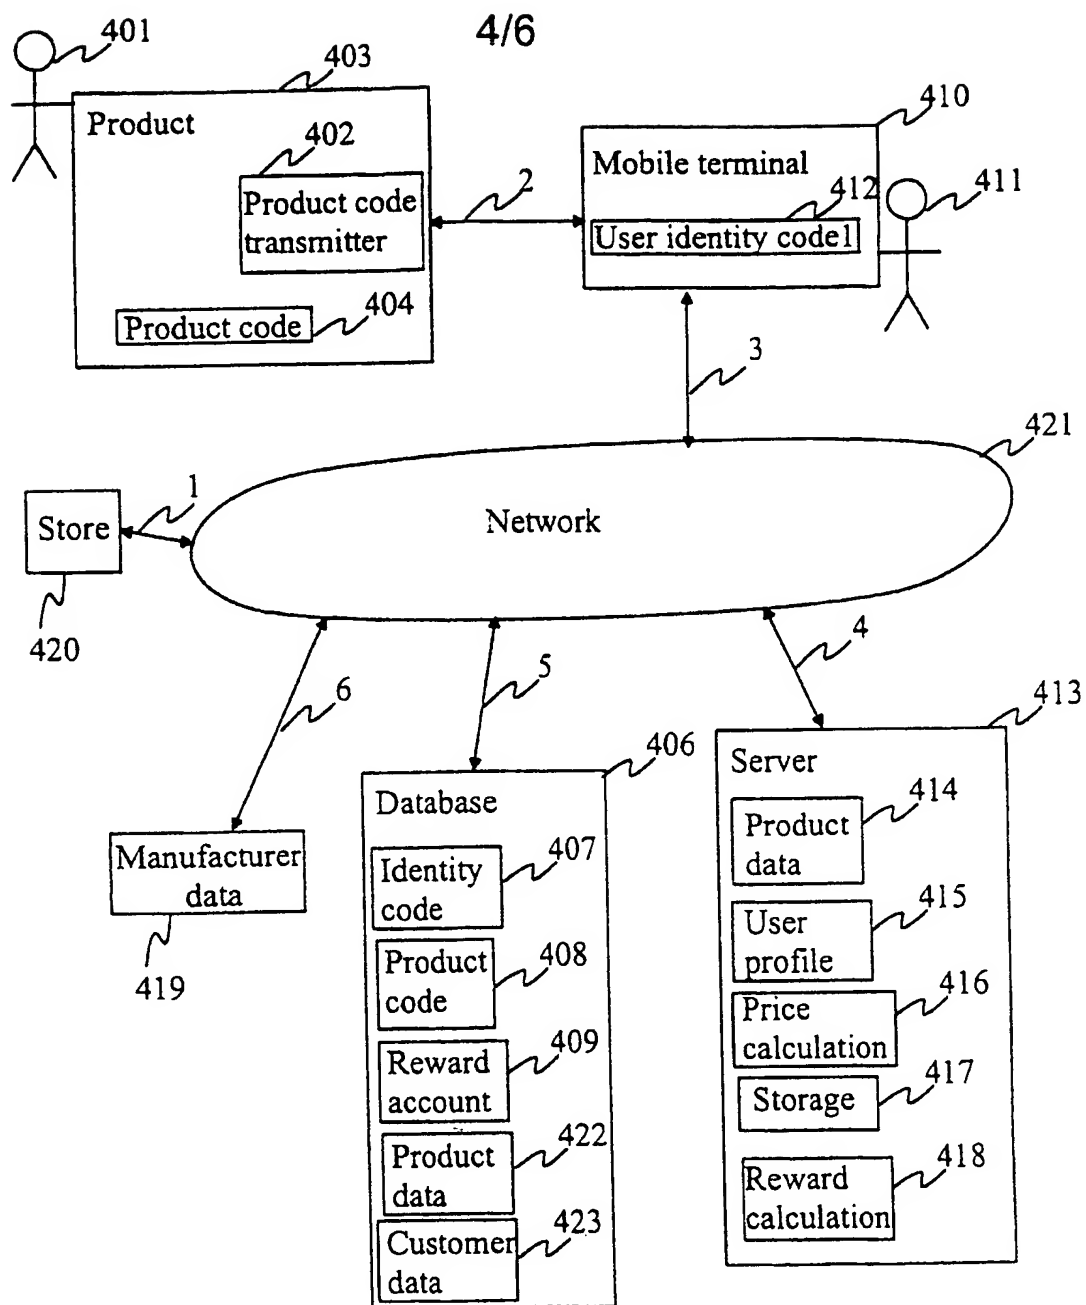 4/6
401
403
Product
402
Product code
transmitter
Product code
404
2
410
Mobile terminal
412
User identity code1
411
3
421
Network
1
Store
420
6
5
4
Manufacturer
data
419
406
Database
Identity
code
407
Product
code
408
Reward
account
409
Product
data
422
Customer
data
423
413
Server
Product
data
414
User
profile
415
Price
calculation
416
Storage
417
Reward
calculation
418